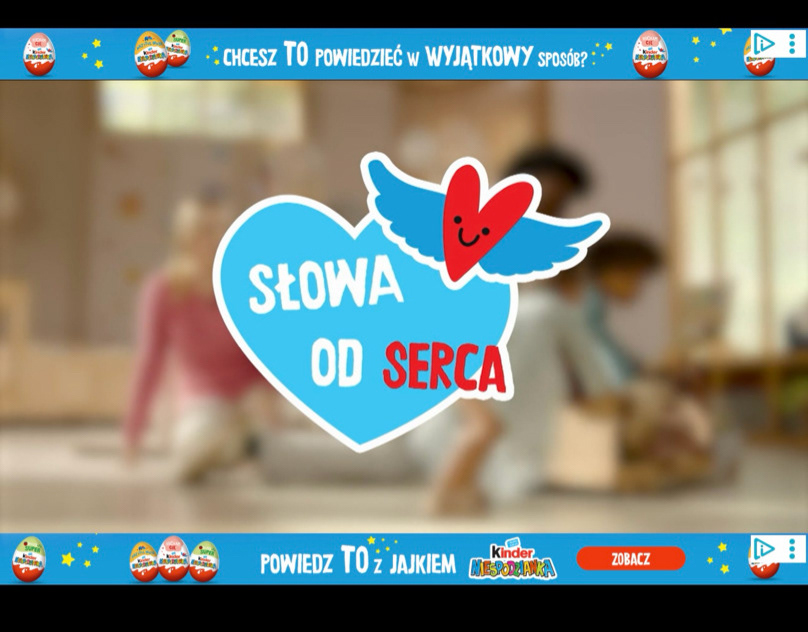 CHCESZ TO POWIEDZIEĆ W WYJĄTKOWY SPOSÓB?
SŁOWA
OD SERCA
POWIEDZ TO Z JAJKIEM
Kinder
NIESPODZIANKA
ZOBACZ